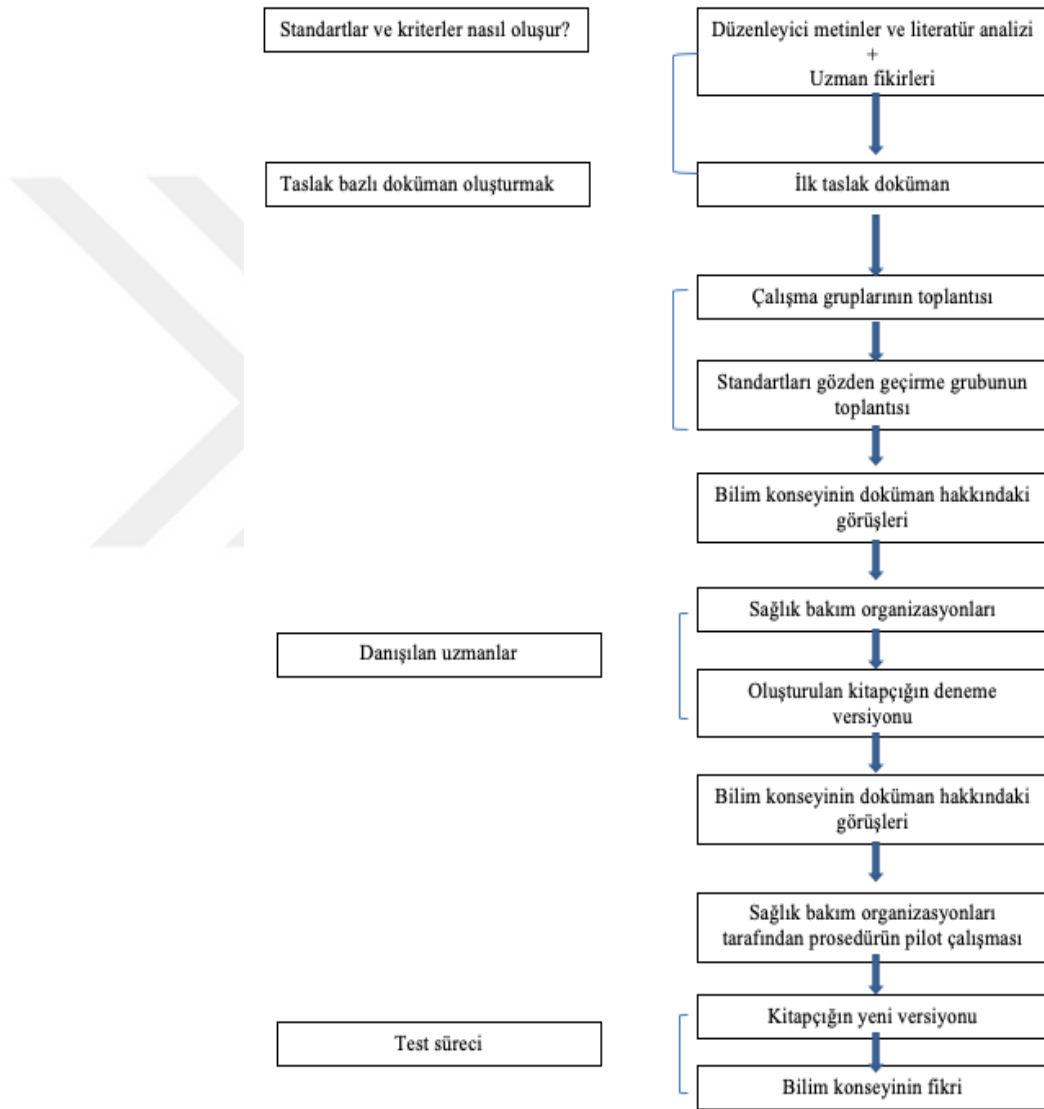 Standartlar ve kriterler nasıl oluşur?
Düzenleyici metinler ve literatür analizi
+
Uzman fikirleri
Taslak bazlı doküman oluşturmak
İlk taslak doküman
Çalışma gruplarının toplantısı
Standartları gözden geçirme grubunun
toplantısı
Bilim konseyinin doküman hakkındaki
görüşleri
Sağlık bakım organizasyonları
Danışılan uzmanlar
Oluşturulan kitapçığın deneme
versiyonu
Bilim konseyinin doküman hakkındaki
görüşleri
Sağlık bakım organizasyonları
tarafından prosedürün pilot çalışması
Kitapçığın yeni versiyonu
Test süreci
Bilim konseyinin fikri